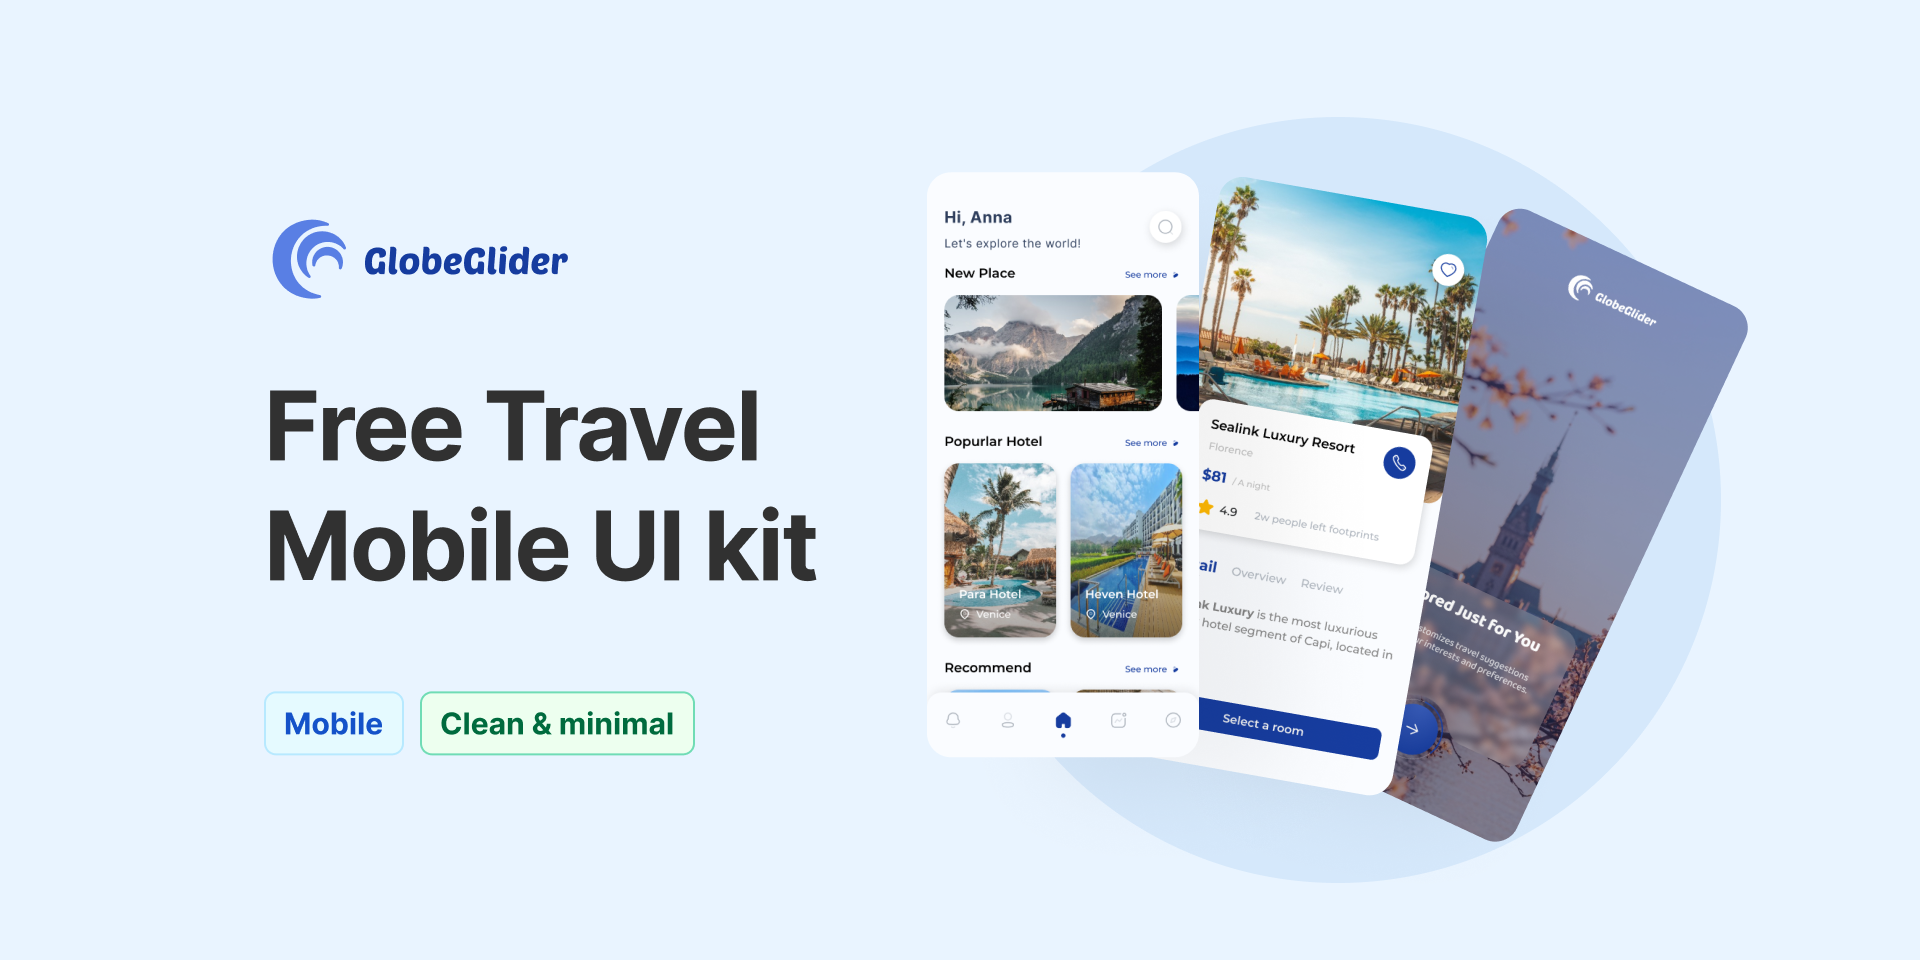 GlobeGlider
Free Travel
Mobile UI kit
Mobile
Clean & minimal
Hi, Anna
Let's explore the world!
New Place
See more
Popurlar Hotel
See more
Para Hotel
Venice
Heven Hotel
Venice
Recommend
See more
Sealink Luxury Resort
Florence
$81 / A night
4.9 2w people left footprints
ail Overview Review
nk Luxury is the most luxurious
hotel segment of Capi, located in
Select a room
GlobeGlider
ored Just For You
stomizes travel suggestions
r interests and preferences.